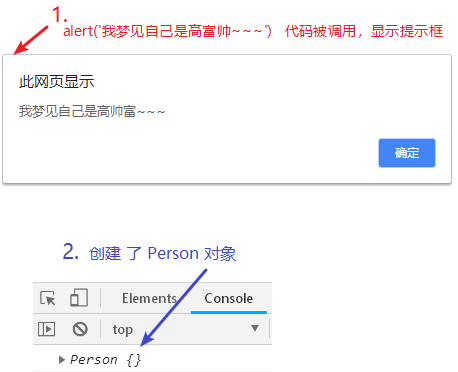 1.
alert('我梦见自己是高富帅~~~') 代码被调用，显示提示框
此网页显示
我梦见自己是高帅富~~~
确定
2. 创建 了 Person 对象
Elements Console
top
Person {}